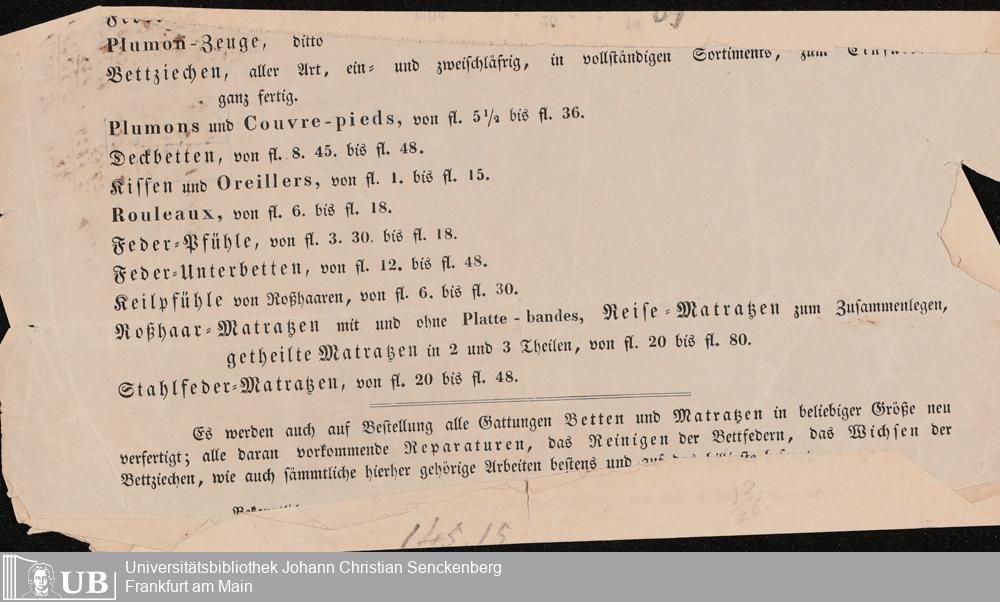 Plumon-Zeuge, ditto
Bettziechen, aller Art, ein- und zweischläfrig, in vollständigen Sortiments, zum
ganz fertig.
Plumons und Couvre-pieds, von fl. 5½ bis fl. 36.
Deckbetten, von fl. 8. 45. bis fl. 48.
Kissen und Oreillers, von fl. 1. bis fl. 15.
Rouleaux, von fl. 6. bis fl. 18.
Feder-Pfühle, von fl. 3. 30. bis fl. 18.
Feder-Unterbetten, von fl. 12. bis fl. 48.
Keilpfühle von Roßhaaren, von fl. 6. bis fl. 30.
Roßhaar-Matratzen mit und ohne Platte-bandes, Reise-Matratzen zum Zusammenlegen,
getheilte Matratzen in 2 und 3 Theilen, von fl. 20 bis fl. 80.
Stahlfeder-Matratzen, von fl. 20 bis fl. 48.
Es werden auch auf Bestellung alle Gattungen Betten und Matratzen in beliebiger Größe neu
verfertigt; alle daran vorkommende Reparaturen, das Reinigen der Bettfedern, das Wichsen der
Bettziechen, wie auch sämmtliche hierher gehörige Arbeiten bestens und auf
145.15
UB
Universitätsbibliothek Johann Christian Senckenberg
Frankfurt am Main